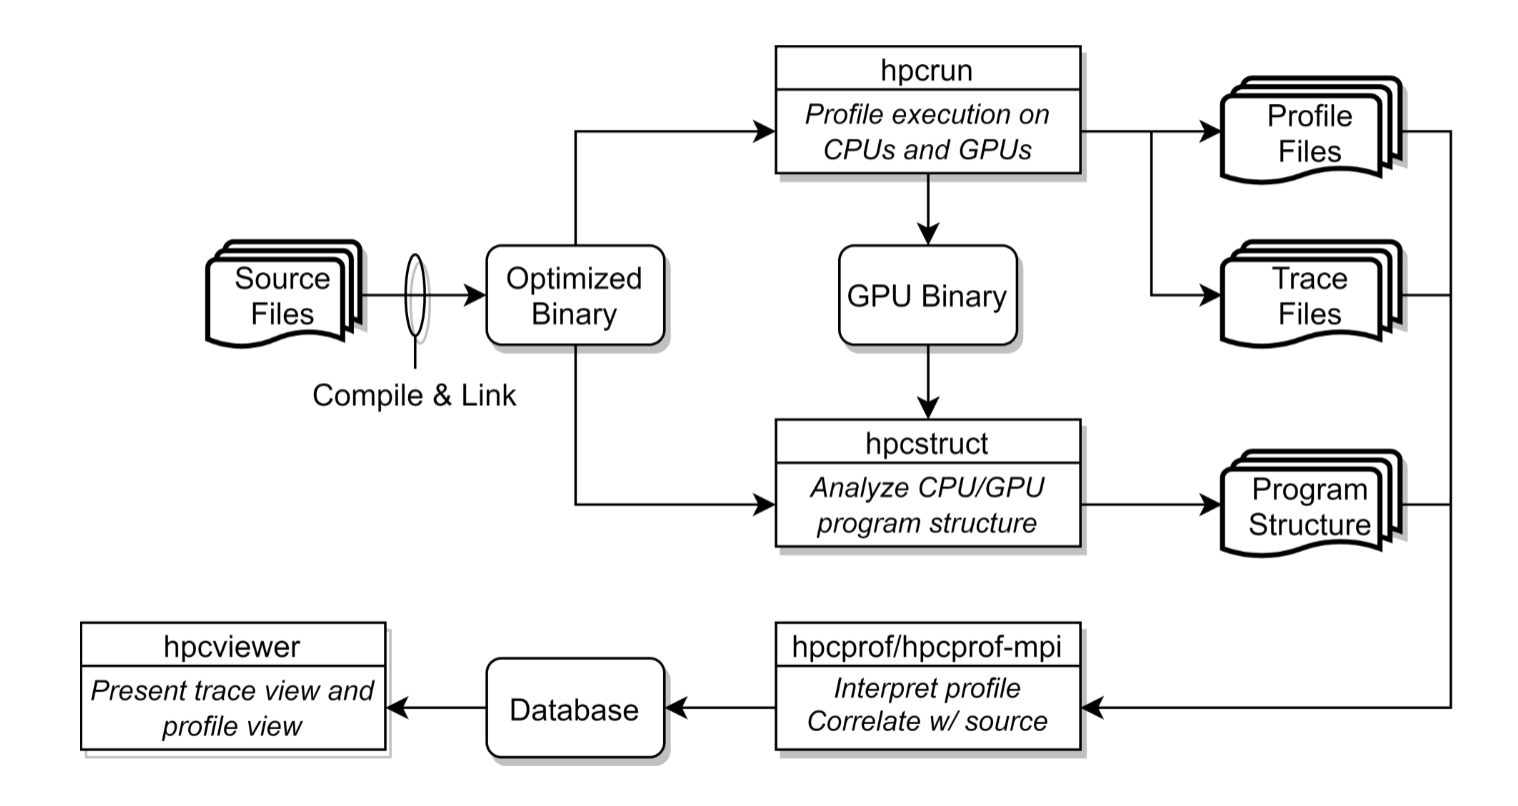 hpcrun
Profile execution on
CPUs and GPUs
Profile
Files
Source
Files
Compile & Link
Optimized
Binary
GPU Binary
Trace
Files
hpcstruct
Analyze CPU/GPU
program structure
Program
Structure
hpcviewer
Present trace view and
profile view
Database
hpcprof/hpcprof-mpi
Interpret profile
Correlate w/ source